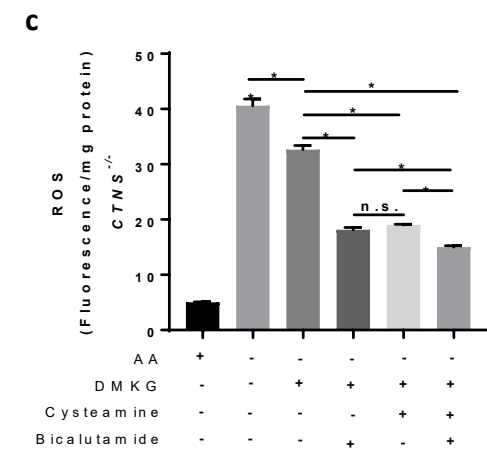 c
ROS
(Fluorescence/mg protein)
CTNS-/-
50
40
30
20
10
0
*
*
*
*
*
*
*
n.s.
AA + - - - - -
DMKG - - + + + +
Cysteamine - - - - + +
Bicalutamide - - - + - +